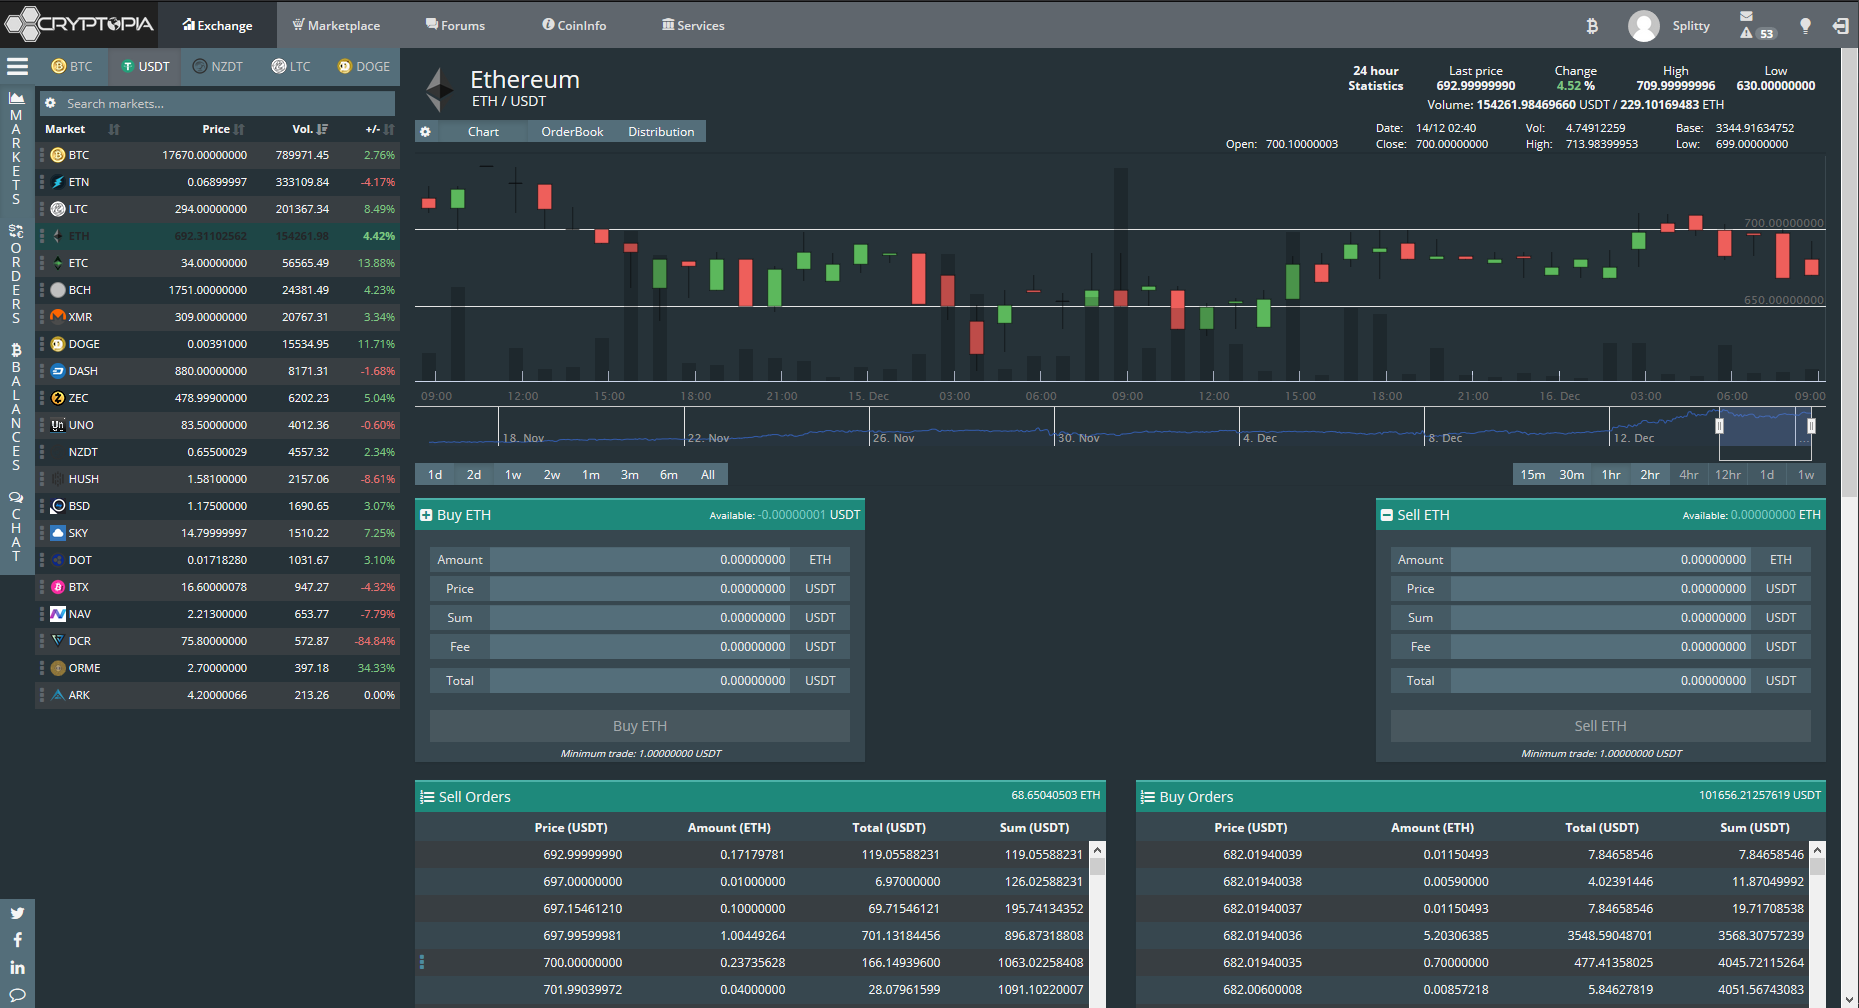 CRYPTOPIA
Exchange
Marketplace
Forums
CoinInfo
Services
Splitty
53
BTC USDT NZDT LTC DOGE
Search markets...
MARKETS
ORDERS
BALANCES
CHAT
Market Price Vol. +/-
BTC 17670.00000000 789971.45 2.76%
ETN 0.06899997 333109.84 -4.17%
LTC 294.00000000 201367.34 8.49%
ETH 692.31102562 154261.98 4.42%
ETC 34.00000000 56565.49 13.88%
BCH 1751.00000000 24381.49 4.23%
XMR 309.00000000 20767.31 3.34%
DOGE 0.00391000 15534.95 11.71%
DASH 880.00000000 8171.31 -1.68%
ZEC 478.99900000 6202.23 5.04%
UNO 83.50000000 4012.36 -0.60%
NZDT 0.65500029 4557.32 2.34%
HUSH 1.58100000 2157.06 -8.61%
BSD 1.17500000 1690.65 3.07%
SKY 14.79999997 1510.22 7.25%
DOT 0.01718280 1031.67 3.10%
BTX 16.60000078 947.27 -4.32%
NAV 2.21300000 653.77 -7.79%
DCR 75.80000000 572.87 -84.84%
ORME 2.70000000 397.18 34.33%
ARK 4.20000066 213.26 0.00%
Ethereum
ETH / USDT
24 hour Statistics
Last price 692.99999990
Change 4.52 %
High 709.99999996
Low 630.00000000
Volume: 154261.98469660 USDT / 229.10169483 ETH
Chart OrderBook Distribution
Date: 14/12 02:40 Vol: 4.74912259 Base: 3344.91634752
Open: 700.10000003 Close: 700.00000000 High: 713.98399953 Low: 699.00000000
700.00000000
650.00000000
09:00 12:00 15:00 18:00 21:00 15. Dec 03:00 06:00 09:00 12:00 15:00 18:00 21:00 16. Dec 03:00 06:00 09:00
18. Nov 22. Nov 26. Nov 30. Nov 4. Dec 8. Dec 12. Dec ...
1d 2d 1w 2w 1m 3m 6m All
15m 30m 1hr 2hr 4hr 12hr 1d 1w
Buy ETH Available: -0.00000001 USDT
Amount 0.00000000 ETH
Price 0.00000000 USDT
Sum 0.00000000 USDT
Fee 0.00000000 USDT
Total 0.00000000 USDT
Buy ETH
Minimum trade: 1.00000000 USDT
Sell ETH Available: 0.00000000 ETH
Amount 0.00000000 ETH
Price 0.00000000 USDT
Sum 0.00000000 USDT
Fee 0.00000000 USDT
Total 0.00000000 USDT
Sell ETH
Minimum trade: 1.00000000 USDT
Sell Orders 68.65040503 ETH
Price (USDT) Amount (ETH) Total (USDT) Sum (USDT)
692.99999990 0.17179781 119.05588231 119.05588231
697.00000000 0.01000000 6.97000000 126.02588231
697.15461210 0.10000000 69.71546121 195.74134352
697.99599981 1.00449264 701.13184456 896.87318808
700.00000000 0.23735628 166.14939600 1063.02258408
701.99039972 0.04000000 28.07961599 1091.10220007
Buy Orders 101656.21257619 USDT
Price (USDT) Amount (ETH) Total (USDT) Sum (USDT)
682.01940039 0.01150493 7.84658546 7.84658546
682.01940038 0.00590000 4.02391446 11.87049992
682.01940037 0.01150493 7.84658546 19.71708538
682.01940036 5.20306385 3548.59048701 3568.30757239
682.01940035 0.70000000 477.41358025 4045.72115264
682.00600008 0.00857218 5.84627819 4051.56743083